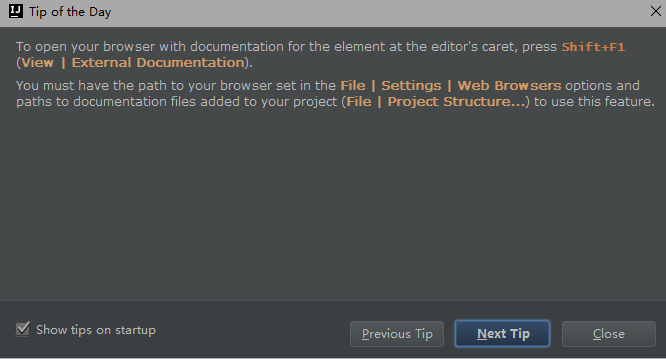 IJ Tip of the Day
To open your browser with documentation for the element at the editor's caret, press Shift+F1
(View | External Documentation).
You must have the path to your browser set in the File | Settings | Web Browsers options and
paths to documentation files added to your project (File | Project Structure...) to use this feature.
Show tips on startup
Previous Tip
Next Tip
Close